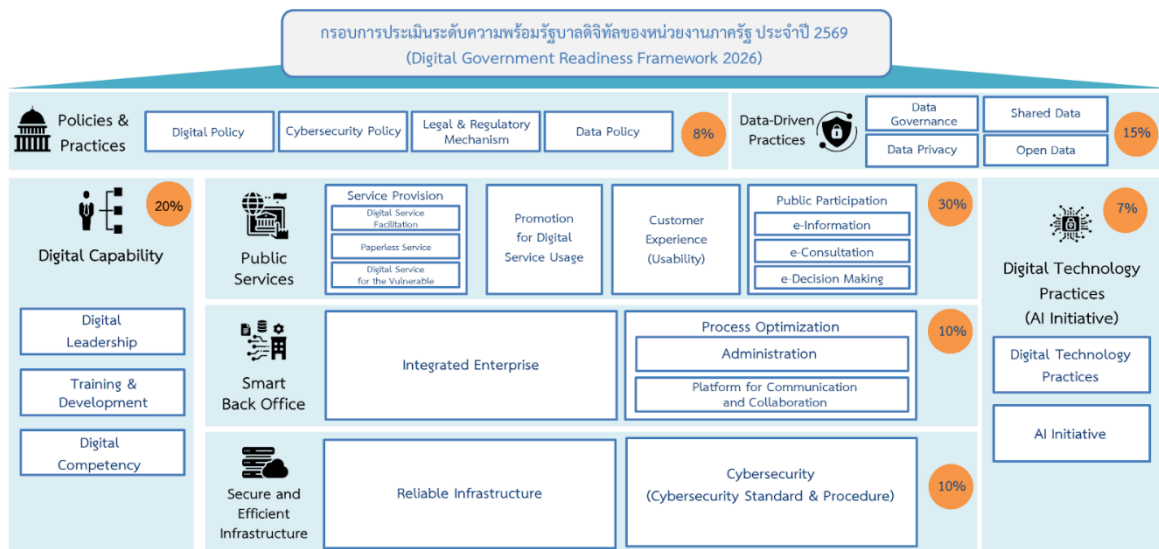 กรอบการประเมินระดับความพร้อมรัฐบาลดิจิทัลของหน่วยงานภาครัฐ ประจำปี 2569
(Digital Government Readiness Framework 2026)
Policies &
Practices
Digital Policy
Cybersecurity Policy
Legal & Regulatory
Mechanism
Data Policy
8%
Data-Driven
Practices
Data
Governance
Shared Data
Data Privacy
Open Data
15%
20%
Digital Capability
Digital
Leadership
Training &
Development
Digital
Competency
Public
Services
Service Provision
Digital Service
Facilitation
Paperless Service
Digital Service
for the Vulnerable
Promotion
for Digital
Service Usage
Customer
Experience
(Usability)
Public Participation
e-Information
e-Consultation
e-Decision Making
30%
Smart
Back Office
Integrated Enterprise
Process Optimization
Administration
Platform for Communication
and Collaboration
10%
Secure and
Efficient
Infrastructure
Reliable Infrastructure
Cybersecurity
(Cybersecurity Standard & Procedure)
10%
7%
Digital Technology
Practices
(AI Initiative)
Digital Technology
Practices
AI Initiative